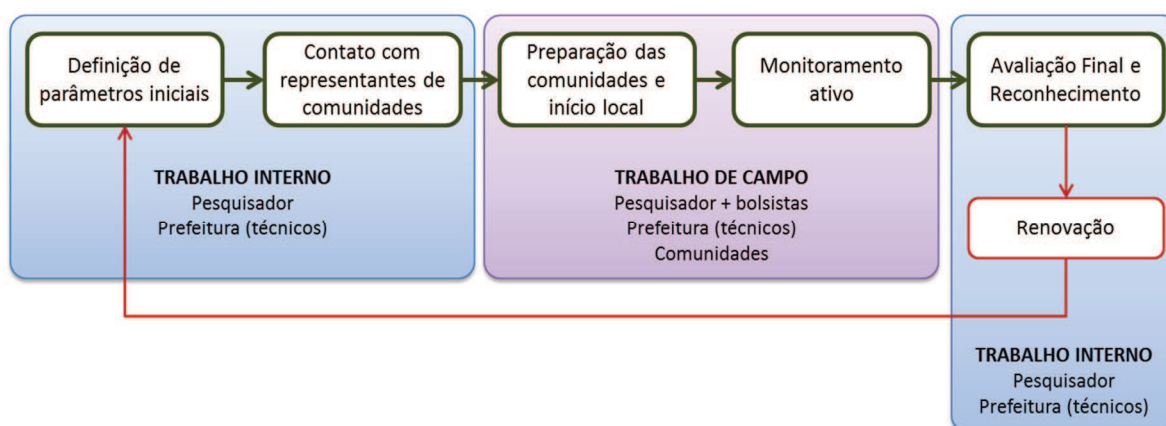 Definição de
parâmetros iniciais
Contato com
representantes de
comunidades
TRABALHO INTERNO
Pesquisador
Prefeitura (técnicos)
Preparação das
comunidades e
início local
Monitoramento
ativo
TRABALHO DE CAMPO
Pesquisador + bolsistas
Prefeitura (técnicos)
Comunidades
Avaliação Final e
Reconhecimento
Renovação
TRABALHO INTERNO
Pesquisador
Prefeitura (técnicos)